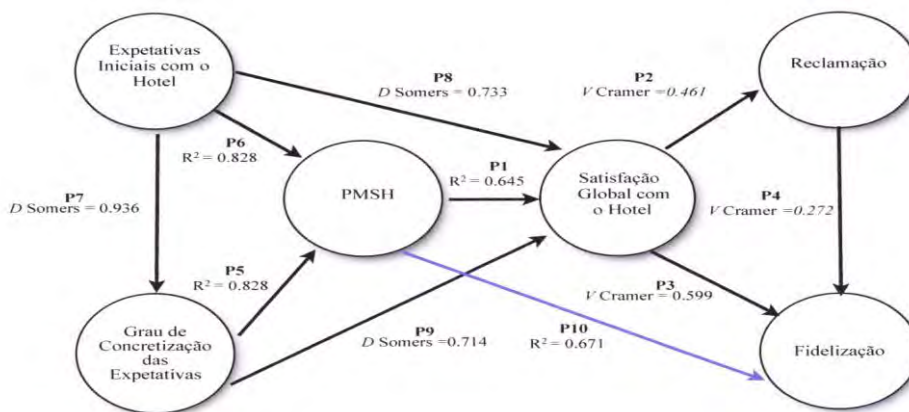 Expetativas
Iniciais com o
Hotel
P8
D Somers = 0.733
P2
V Cramer =0.461
Reclamação
P6
R² = 0.828
P7
D Somers = 0.936
PMSH
P1
R² = 0.645
Satisfação
Global com
o Hotel
P4
V Cramer =0.272
P5
R² = 0.828
P3
V Cramer = 0.599
Grau de
Concretização
das
Expetativas
P9
D Somers =0.714
P10
R² = 0.671
Fidelização